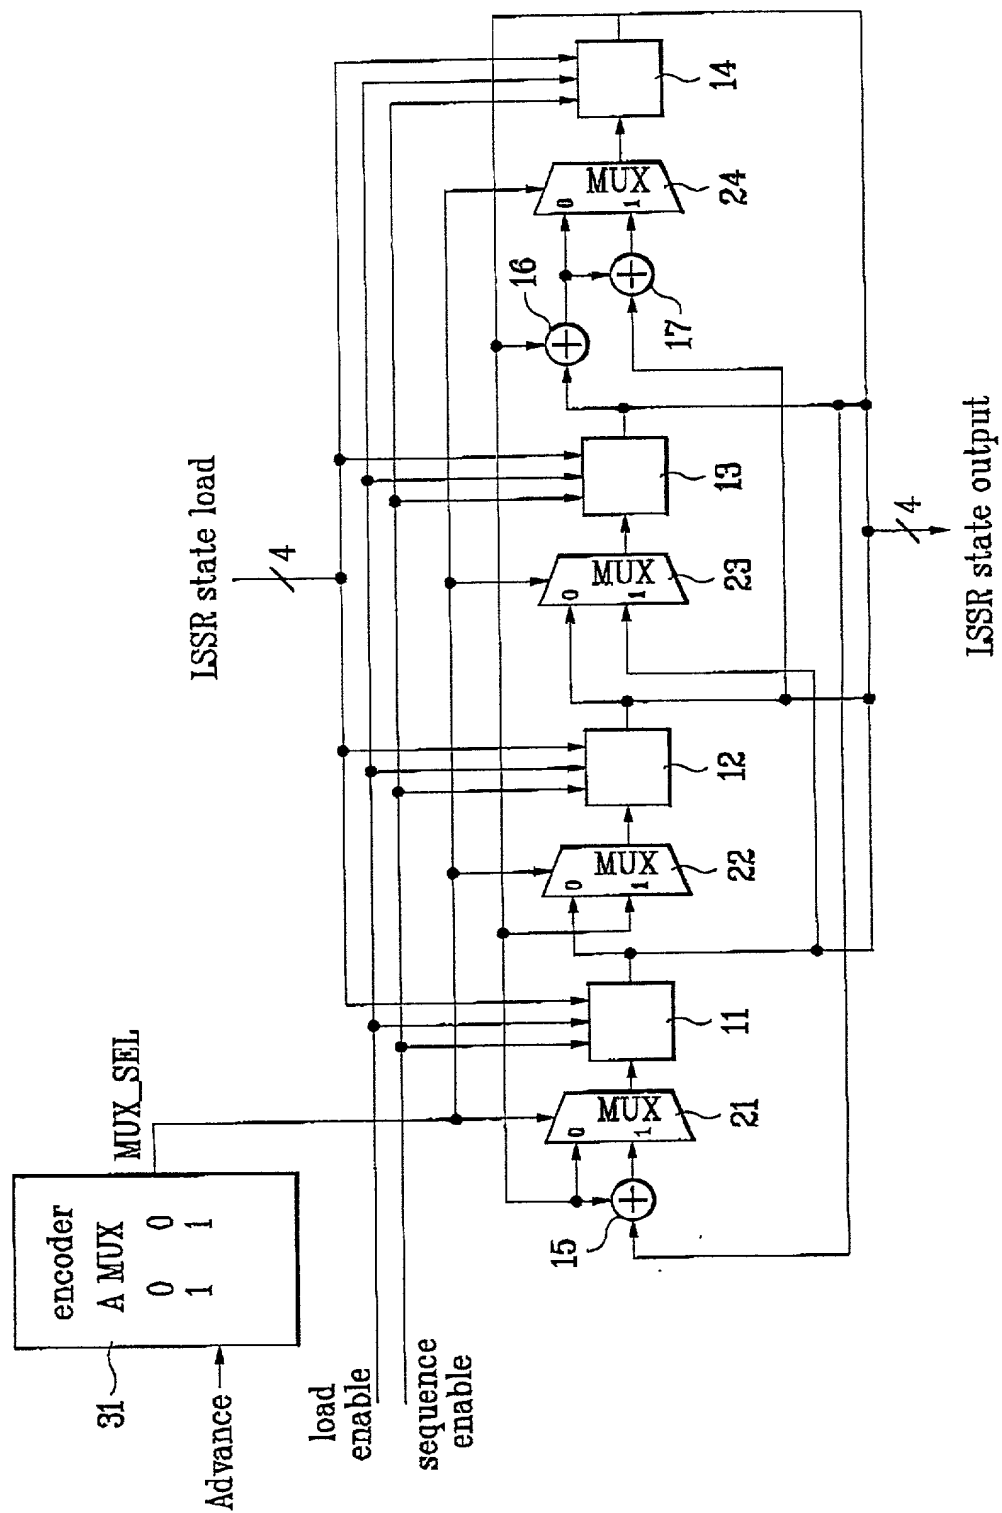 encoder
A MUX
0 0
1 1
31
Advance
MUX_SEL
load
enable
sequence
enable
LSSR state load
4
15
0
1
MUX
21
11
0
1
MUX
22
12
0
1
MUX
23
13
16
17
0
1
MUX
24
14
4
LSSR state output